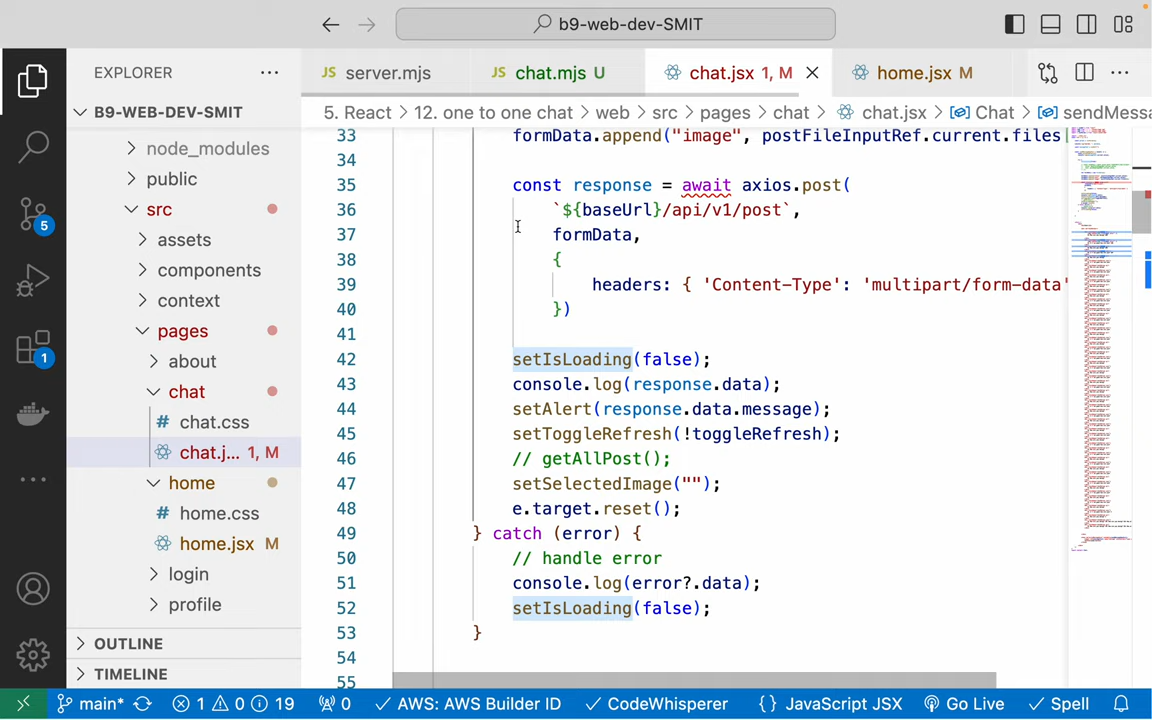 b9-web-dev-SMIT
EXPLORER
JS server.mjs
JS chat.mjs U
chat.jsx 1, M
home.jsx M
B9-WEB-DEV-SMIT
5. React > 12. one to one chat > web > src > pages > chat > chat.jsx > Chat > sendMessa
node_modules
public
src
assets
components
context
pages
about
chat
# chat.css
chat.j... 1, M
home
# home.css
home.jsx M
login
profile
OUTLINE
TIMELINE
5
1
33 formData.append("image", postFileInputRef.current.files
34
35 const response = await axios.post(
36 `${baseUrl}/api/v1/post`,
37 formData,
38 {
39 headers: { 'Content-Type': 'multipart/form-data'
40 })
41
42 setIsLoading(false);
43 console.log(response.data);
44 setAlert(response.data.message);
45 setToggleRefresh(!toggleRefresh);
46 // getAllPost();
47 setSelectedImage("");
48 e.target.reset();
49 } catch (error) {
50 // handle error
51 console.log(error?.data);
52 setIsLoading(false);
53 }
54
55
main* 1 0 19 0 AWS: AWS Builder ID CodeWhisperer {} JavaScript JSX Go Live Spell